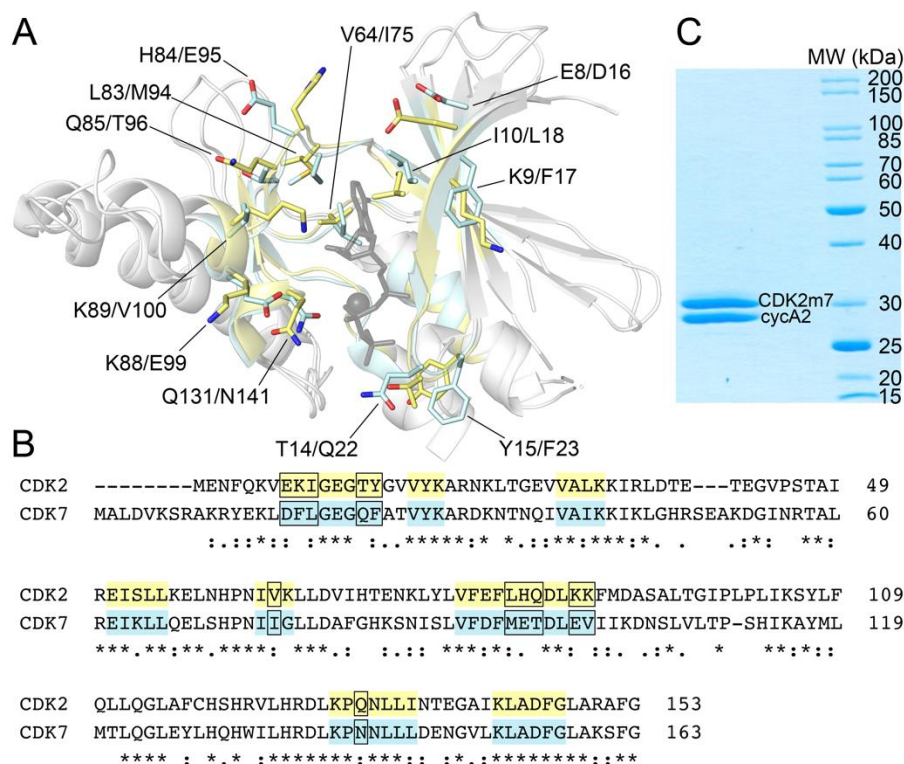 A
H84/E95
L83/M94
Q85/T96
V64/I75
E8/D16
I10/L18
K9/F17
K89/V100
K88/E99
Q131/N141
T14/Q22
Y15/F23
C
MW (kDa)
200
150
100
85
70
60
50
40
30
25
20
15
CDK2m7
cycA2
B
CDK2 --------MENFQKVEKIGEGTYGVVYKARNKLTGEVVALKKIRLDTE---TEGVPSTAI 49
CDK7 MALDVKSRAKRYEKLDFLGEGQFATVYKARDKNTNQIVAIKKIKLGHRSEAKDGINRTAL 60
:.::*: :*** :..*****:* *.::**:***:*. . .:*: **:
CDK2 REISLLKELNHPNIVKLLDVIHTENKLYLVFEFLHQDLKKFMDASALTGIPLPLIKSYLF 109
CDK7 REIKLLQELSHPNIIGLLDAFGHKSNISLVFDFMETDLEVIIKDNSLVLTP-SHIKAYML 119
***.**:**.****: ***.: :.:: ***:*:. **: ::. .:*. * . **:*::
CDK2 QLLQGLAFCHSHRVLHRDLKPQNLLINTEGAIKLADFGLARAFG 153
CDK7 MTLQGLEYLHQHWILHRDLKPNNLLLDENGVLKLADFGLAKSFG 163
**** : *.* :*******:***:: :*.:********::**